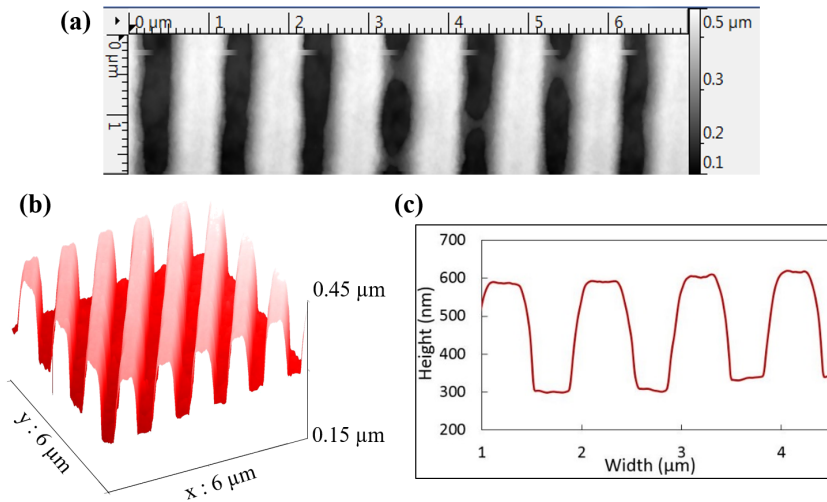 (a)
0 µm 1 2 3 4 5 6
0 µm
1
0.5 µm
0.3
0.2
0.1
(b)
0.45 µm
0.15 µm
y : 6 µm
x : 6 µm
(c)
700
600
500
400
300
200
Height (nm)
1 2 3 4
Width (µm)